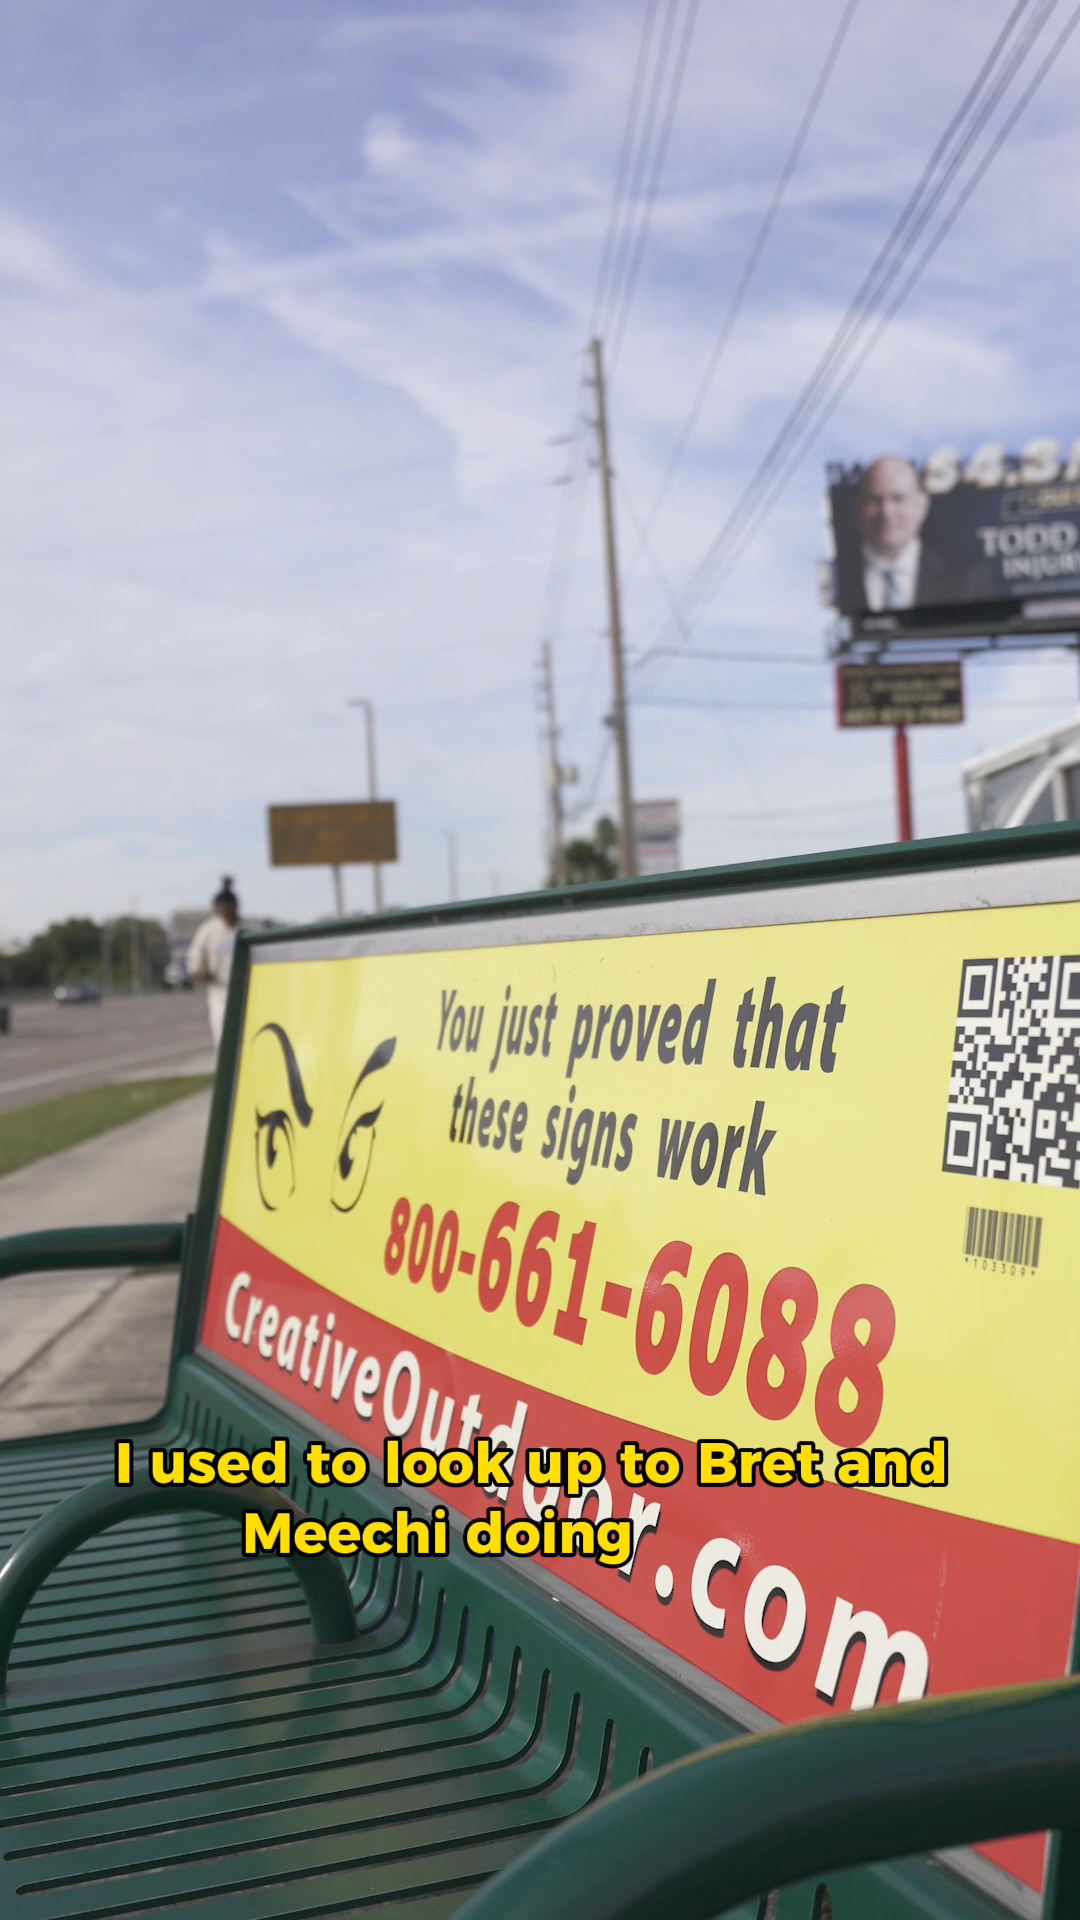 TODD
You just proved that
these signs work
800-661-6088
CreativeOutdoor.com
*103309*
I used to look up to Bret and
Meechi doing